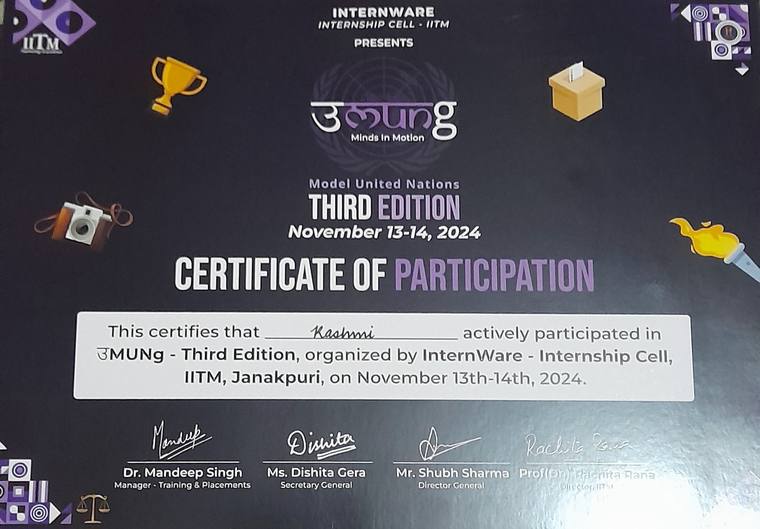 IITM
INTERNWARE
INTERNSHIP CELL - IITM
PRESENTS
उmung
Minds In Motion
Model United Nations
THIRD EDITION
November 13-14, 2024
CERTIFICATE OF PARTICIPATION
This certifies that Rashmi actively participated in
उMUNg - Third Edition, organized by InternWare - Internship Cell,
IITM, Janakpuri, on November 13th-14th, 2024.
Mandeep Dishita Rachita Rana
Dr. Mandeep Singh Ms. Dishita Gera Mr. Shubh Sharma Prof(Dr) Rachita Rana
Manager - Training & Placements Secretary General Director General Director, IITM